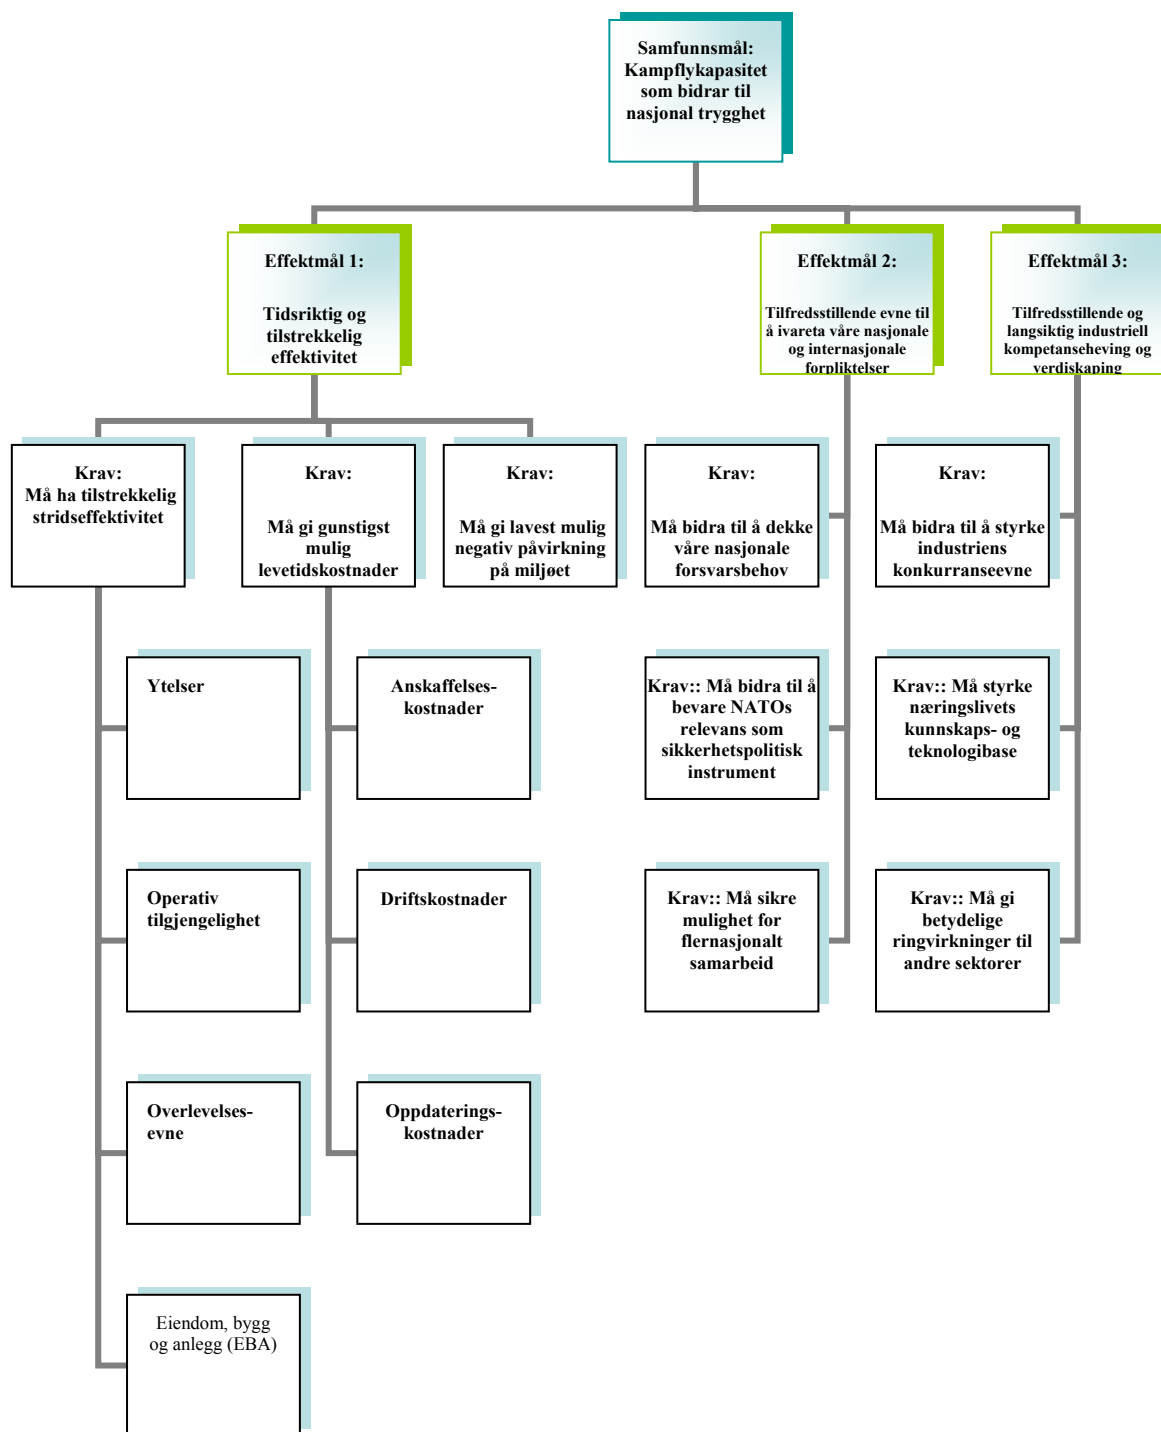 Samfunnsmål:
Kampflykapasitet
som bidrar til
nasjonal trygghet
Effektmål 1:
Tidsriktig og
tilstrekkelig
effektivitet
Effektmål 2:
Tilfredsstillende evne til
å ivareta våre nasjonale
og internasjonale
forpliktelser
Effektmål 3:
Tilfredsstillende og
langsiktig industriell
kompetanseheving og
verdiskaping
Krav:
Må ha tilstrekkelig
stridseffektivitet
Krav:
Må gi gunstigst
mulig
levetidskostnader
Krav:
Må gi lavest mulig
negativ påvirkning
på miljøet
Krav:
Må bidra til å dekke
våre nasjonale
forsvarsbehov
Krav:
Må bidra til å styrke
industriens
konkurranseevne
Ytelser
Anskaffelses-
kostnader
Krav:: Må bidra til å
bevare NATOs
relevans som
sikkerhetspolitisk
instrument
Krav:: Må styrke
næringslivets
kunnskaps- og
teknologibase
Operativ
tilgjengelighet
Driftskostnader
Krav:: Må sikre
mulighet for
flernasjonalt
samarbeid
Krav:: Må gi
betydelige
ringvirkninger til
andre sektorer
Overlevelses-
evne
Oppdaterings-
kostnader
Eiendom, bygg
og anlegg (EBA)